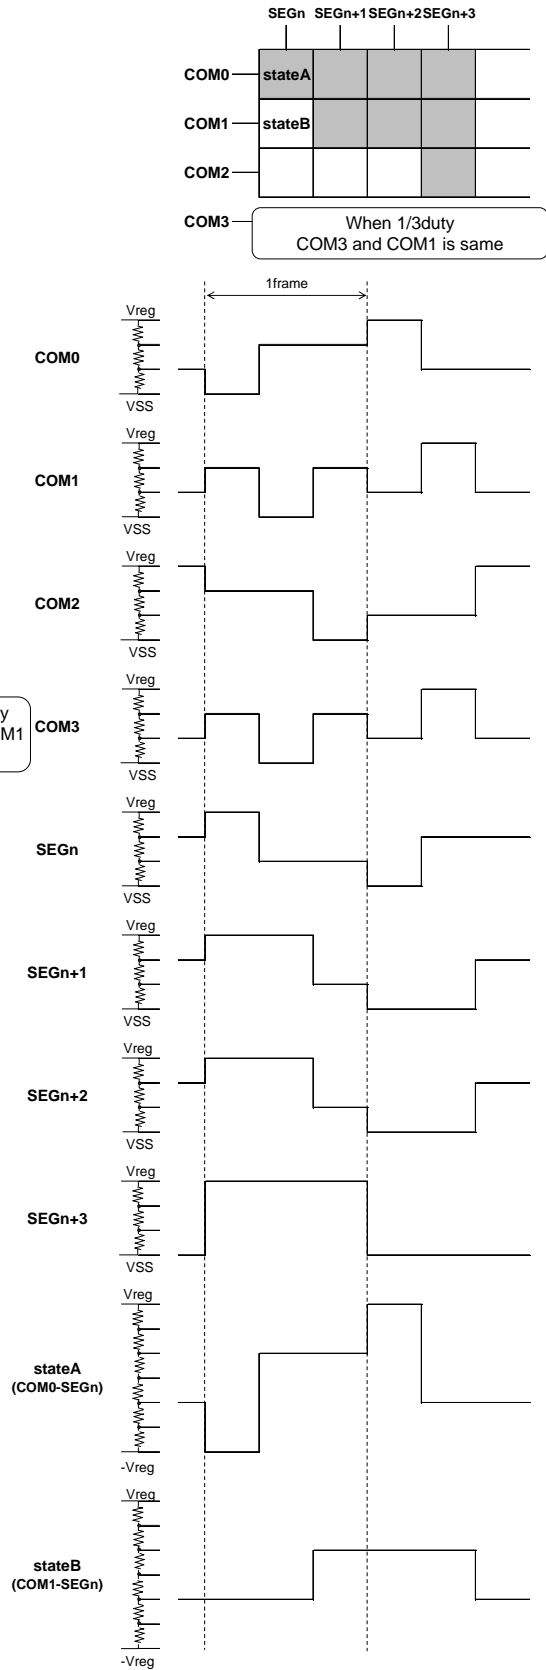 SEGn SEGn+1 SEGn+2 SEGn+3
COM0 stateA
COM1 stateB
COM2
COM3 When 1/3duty
COM3 and COM1 is same
1frame
Vreg
COM0
VSS
Vreg
COM1
VSS
Vreg
COM2
VSS
Vreg
y
M1
COM3
VSS
Vreg
SEGn
VSS
Vreg
SEGn+1
VSS
Vreg
SEGn+2
VSS
Vreg
SEGn+3
VSS
Vreg
stateA
(COM0-SEGn)
-Vreg
Vreg
stateB
(COM1-SEGn)
-Vreg